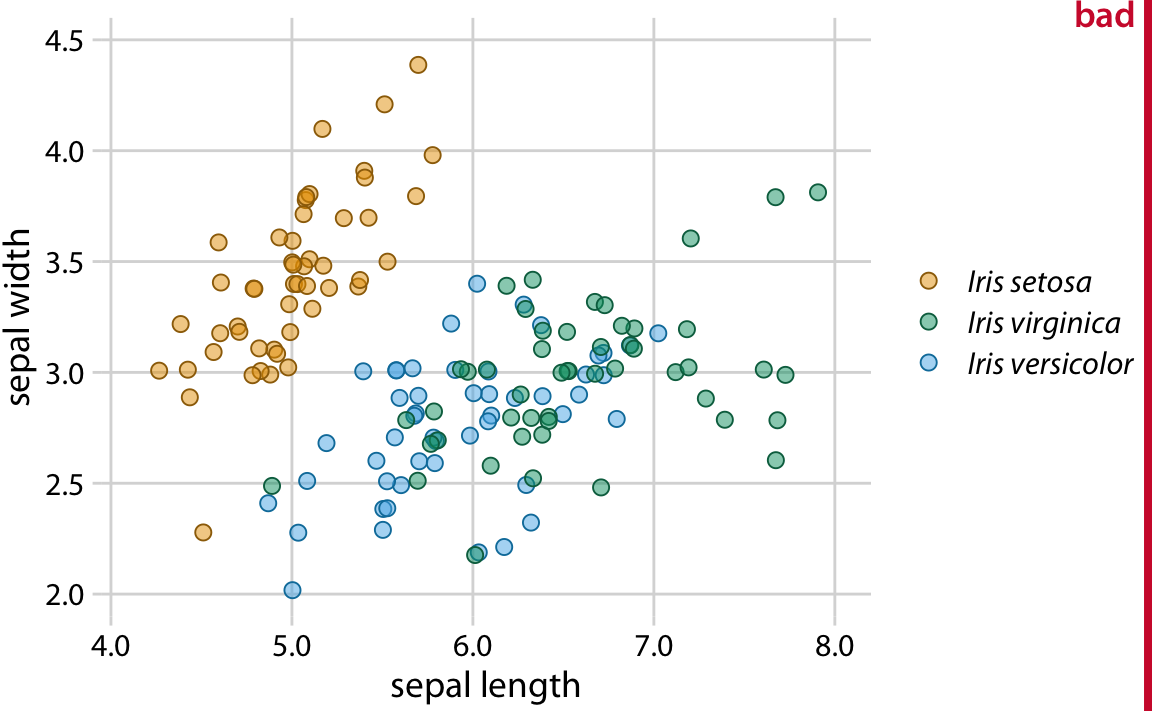 bad
4.5
4.0
3.5
3.0
2.5
2.0
sepal width
4.0 5.0 6.0 7.0 8.0
sepal length
Iris setosa
Iris virginica
Iris versicolor